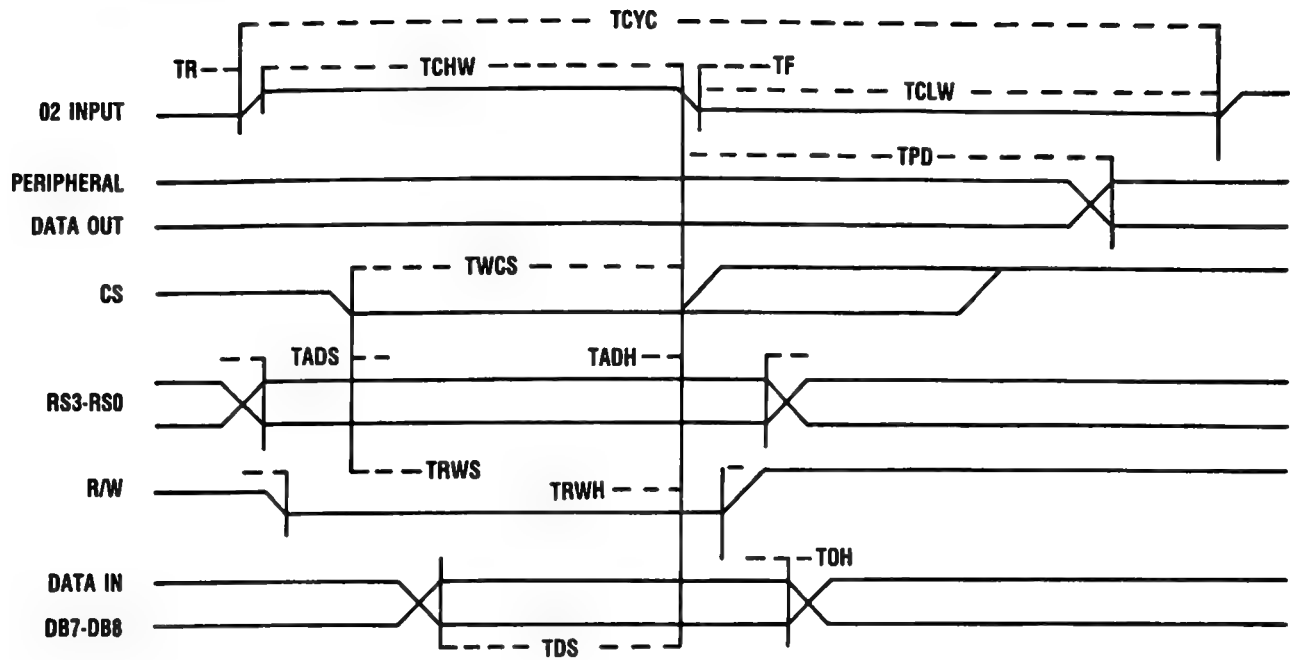 TCYC
TR
TCHW
TF
TCLW
02 INPUT
TPD
PERIPHERAL
DATA OUT
TWCS
CS
TADS
TADH
RS3-RS0
TRWS
R/W
TRWH
TOH
DATA IN
DB7-DB8
TDS